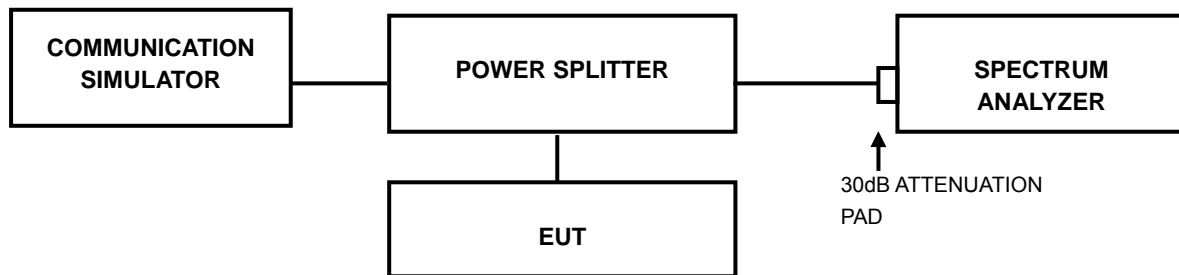 COMMUNICATION
SIMULATOR
POWER SPLITTER
SPECTRUM
ANALYZER
30dB ATTENUATION
PAD
EUT